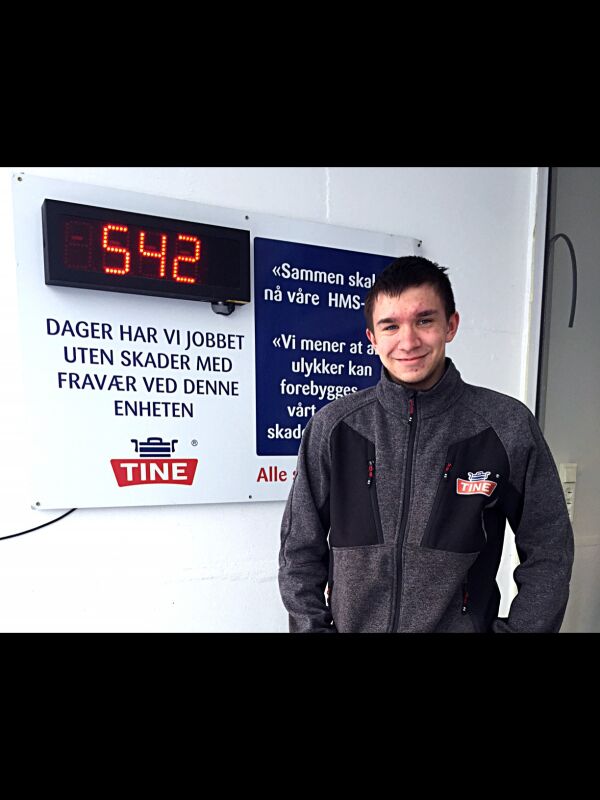 542
DAGER HAR VI JOBBET
UTEN SKADER MED
FRAVÆR VED DENNE
ENHETEN
TINE ®
«Sammen skal
nå våre HMS-
«Vi mener at
ulykker kan
forebygges
vårt
Alle
TINE